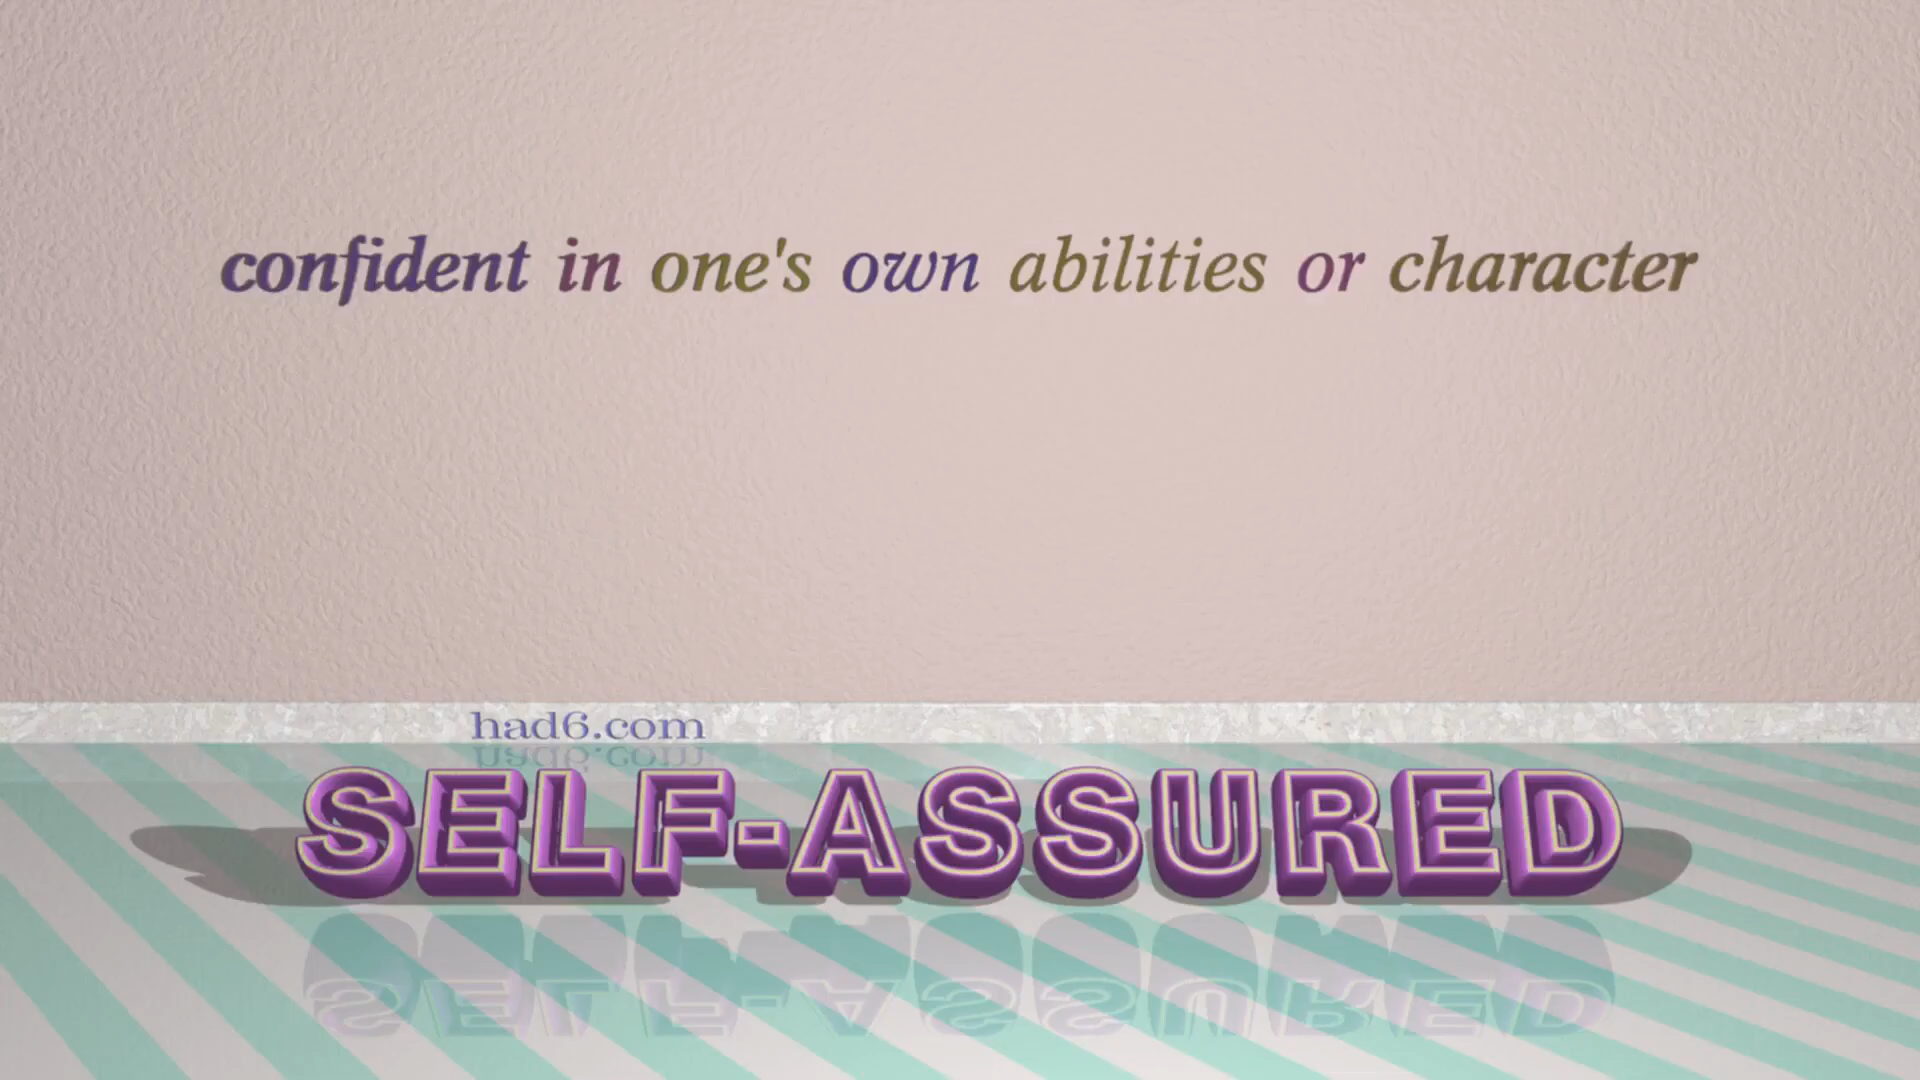 confident in one's own abilities or character
had6.com
SELF-ASSURED